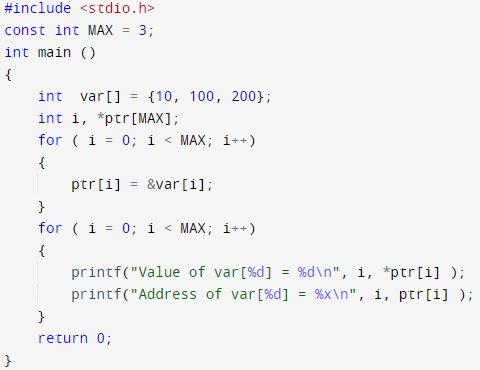 #include <stdio.h>
const int MAX = 3;
int main ()
{
    int  var[] = {10, 100, 200};
    int i, *ptr[MAX];
    for ( i = 0; i < MAX; i++)
    {
        ptr[i] = &var[i];
    }
    for ( i = 0; i < MAX; i++)
    {
        printf("Value of var[%d] = %d\n", i, *ptr[i] );
        printf("Address of var[%d] = %x\n", i, ptr[i] );
    }
    return 0;
}